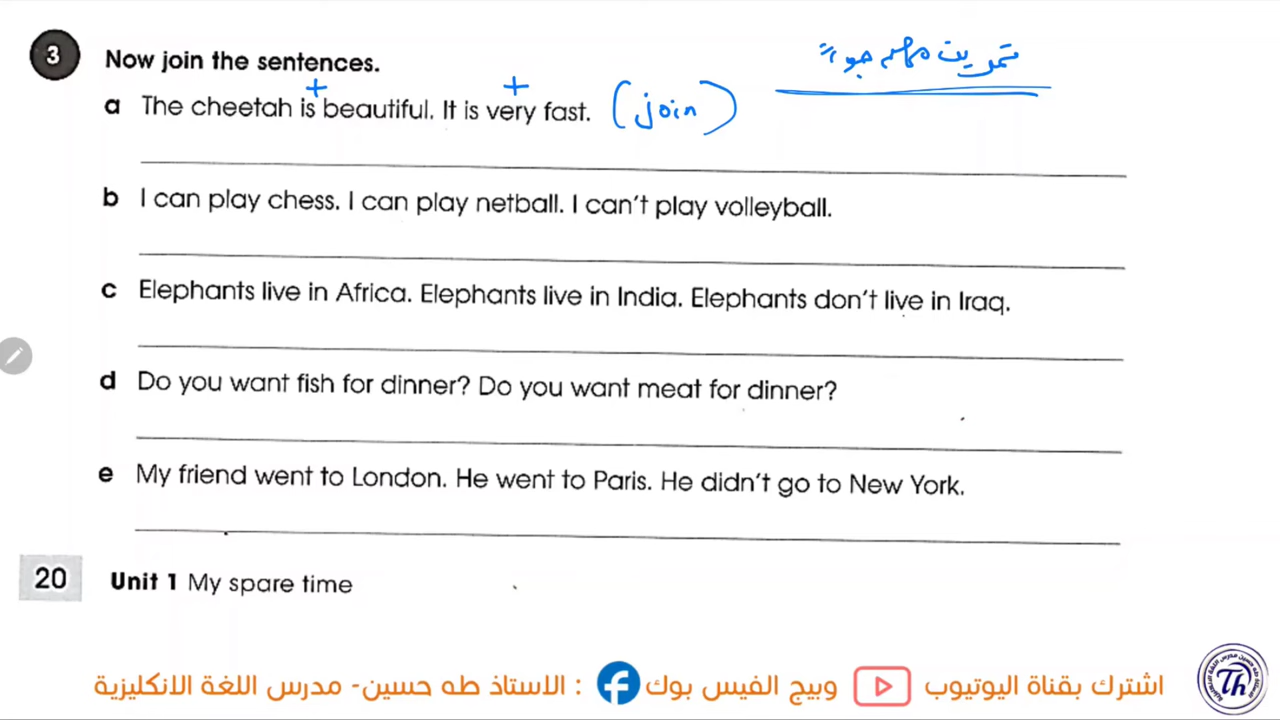 3 Now join the sentences.
تمرين مهم جدا
a The cheetah is beautiful. It is very fast. (join)
+ +
b I can play chess. I can play netball. I can't play volleyball.
c Elephants live in Africa. Elephants live in India. Elephants don't live in Iraq.
d Do you want fish for dinner? Do you want meat for dinner?
e My friend went to London. He went to Paris. He didn't go to New York.
20 Unit 1 My spare time
اشترك بقناة اليوتيوب وبيج الفيس بوك : الاستاذ طه حسين- مدرس اللغة الانكليزية
Th